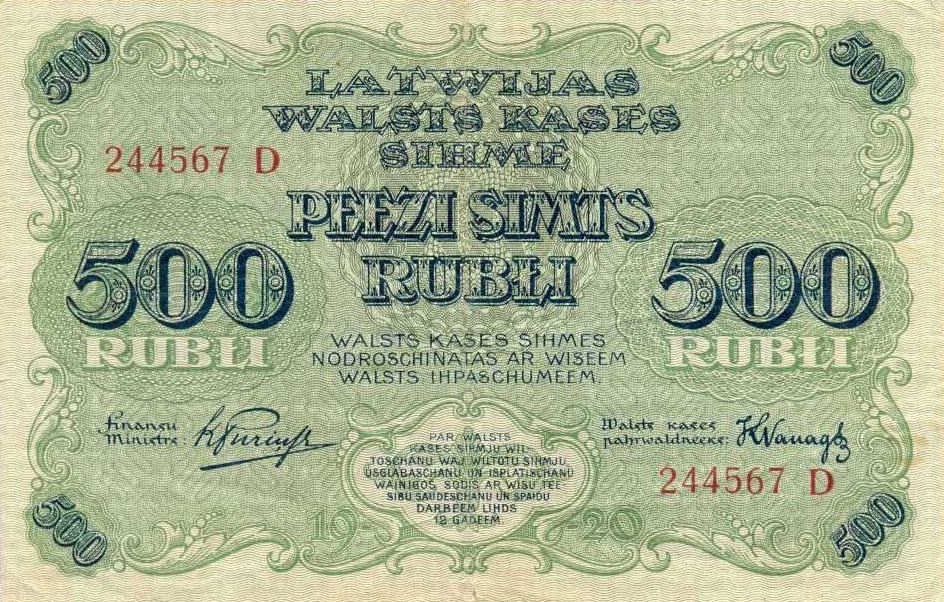 500
500
LATWIJAS
WALSTS KASES
SIHME
244567 D
PEEZI SIMTS
RUBĻI
500
RUBĻI
500
RUBĻI
WALSTS KASES SIHMES
NODROSCHINATAS AR WISEEM
WALSTS IHPASCHUMEEM.
Finansu
Ministrs:
Walsts kases
pahrwaldneeks: KVanags
PAR WALSTS
KASES SIHMJU WIL-
TOSCHANU WAJ WILTOTU SIHMJU
USGLABASCHANU UN ISPLATISCHANU
WAINIGOS SODIS AR WISU TEE-
SIBU SAUDESCHANU UN SPAIDU
DARBEEM LIHDS
12 GADEEM.
244567 D
19-
-20
500
500